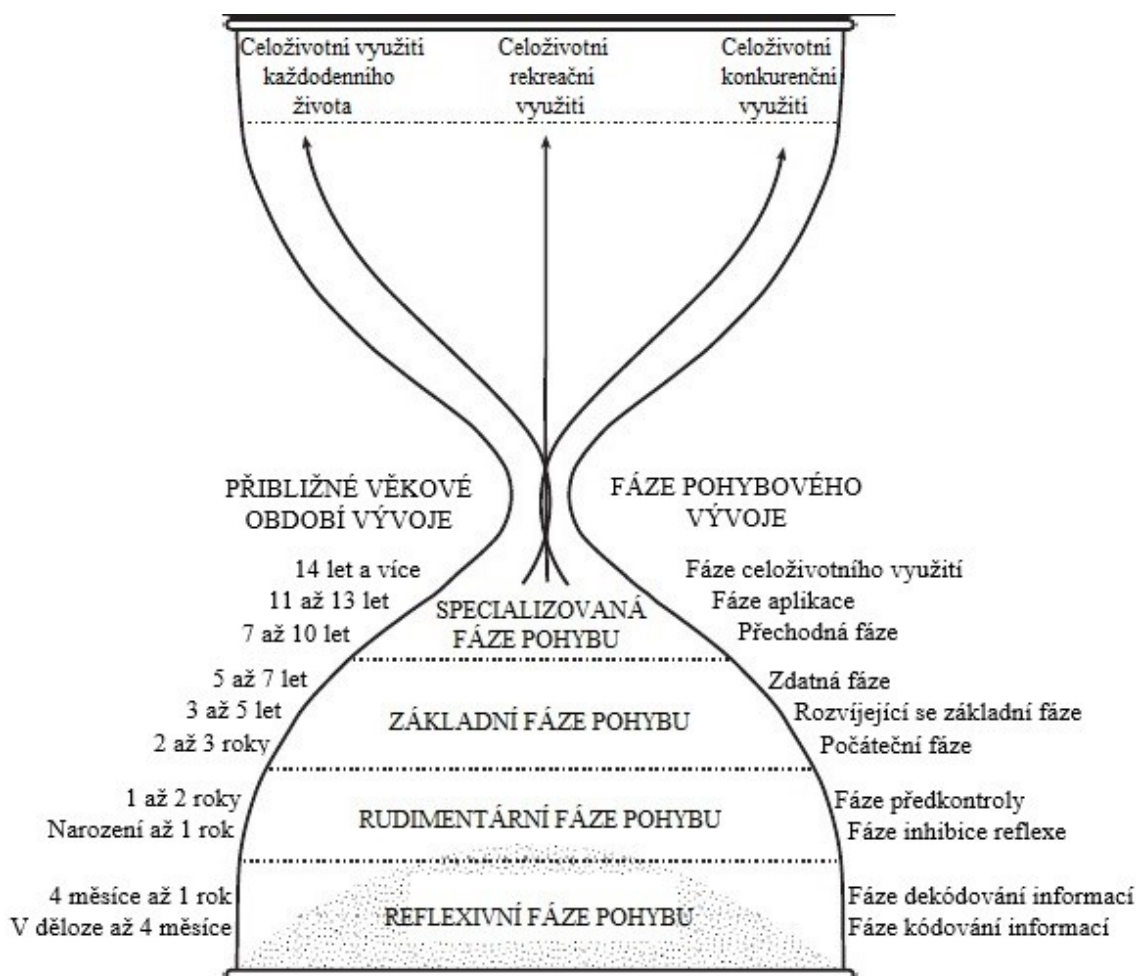 Celoživotní využití
každodenního
života
Celoživotní
rekreační
využití
Celoživotní
konkurenční
využití
PŘIBLIŽNÉ VĚKOVÉ
OBDOBÍ VÝVOJE
FÁZE POHYBOVÉHO
VÝVOJE
14 let a více
Fáze celoživotního využití
11 až 13 let
SPECIALIZOVANÁ
FÁZE POHYBU
Fáze aplikace
7 až 10 let
Přechodná fáze
5 až 7 let
Zdatná fáze
3 až 5 let
ZÁKLADNÍ FÁZE POHYBU
Rozvíjející se základní fáze
2 až 3 roky
Počáteční fáze
1 až 2 roky
RUDIMENTÁRNÍ FÁZE POHYBU
Fáze předkontroly
Narození až 1 rok
Fáze inhibice reflexe
4 měsíce až 1 rok
Fáze dekódování informací
V děloze až 4 měsíce
REFLEXIVNÍ FÁZE POHYBU
Fáze kódování informací